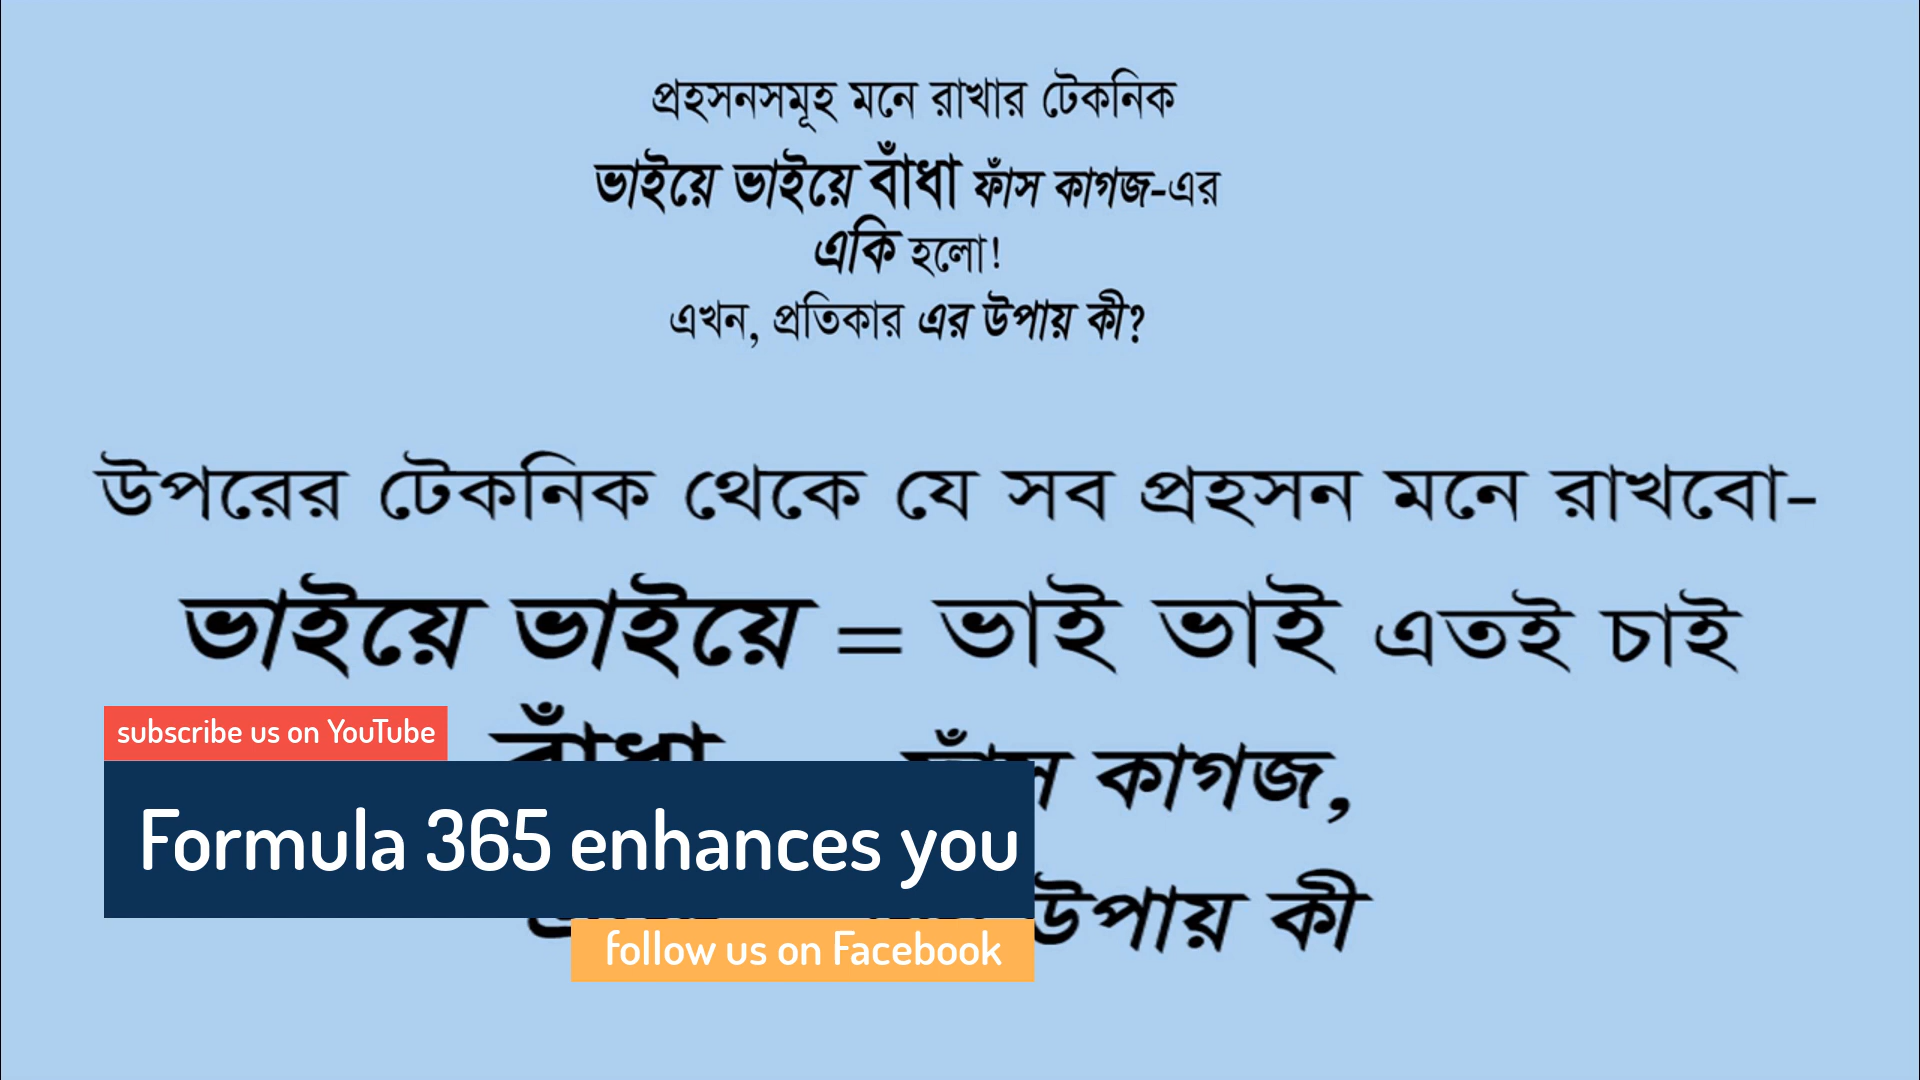 প্রহসনসমূহ মনে রাখার টেকনিক
ভাইয়ে ভাইয়ে বাঁধা ফাঁস কাগজ-এর
একি হলো!
এখন, প্রতিকার এর উপায় কী?
উপরের টেকনিক থেকে যে সব প্রহসন মনে রাখবো-
ভাইয়ে ভাইয়ে = ভাই ভাই এতই চাই
subscribe us on YouTube
বাঁধা ফাঁস কাগজ,
Formula 365 enhances you
উপায় কী
follow us on Facebook